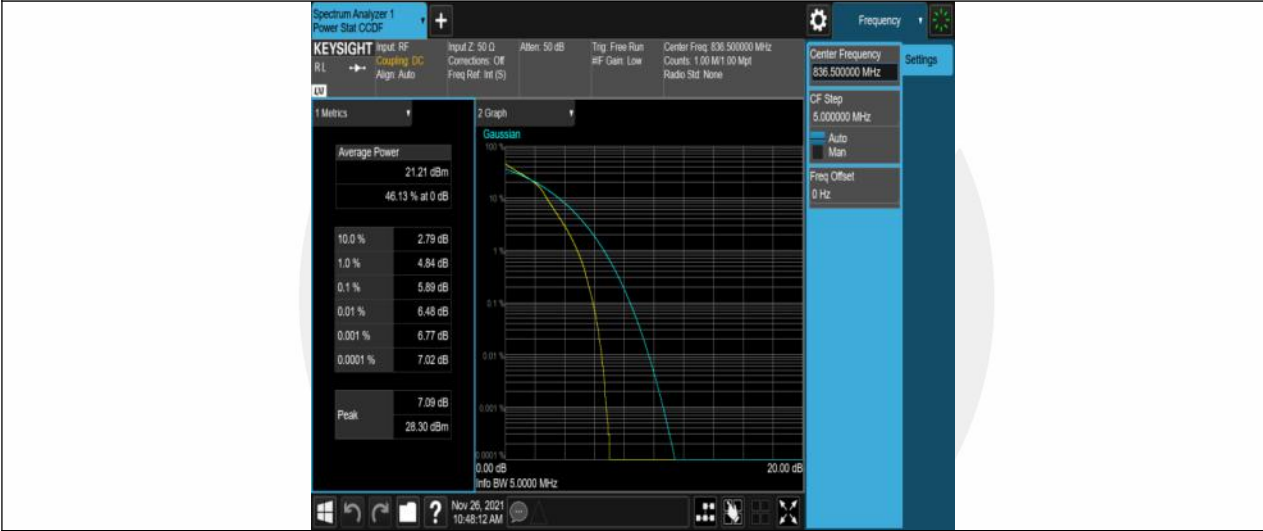 Spectrum Analyzer 1
Power Stat CCDF
+
Frequency
KEYSIGHT
R L
LV
Input: RF
Coupling: DC
Align: Auto
Input Z: 50 Ω
Corrections: Off
Freq Ref: Int (S)
Atten: 50 dB
Trig: Free Run
#IF Gain: Low
Center Freq: 836.500000 MHz
Counts: 1.00 M/1.00 Mpt
Radio Std: None
Center Frequency
836.500000 MHz
Settings
CF Step
5.000000 MHz
Auto
Man
Freq Offset
0 Hz
1 Metrics
Average Power
21.21 dBm
46.13 % at 0 dB
10.0 % 2.79 dB
1.0 % 4.84 dB
0.1 % 5.89 dB
0.01 % 6.48 dB
0.001 % 6.77 dB
0.0001 % 7.02 dB
Peak
7.09 dB
28.30 dBm
2 Graph
Gaussian
100 %
10 %
1 %
0.1 %
0.01 %
0.001 %
0.0001 %
0.00 dB 20.00 dB
Info BW 5.0000 MHz
?
Nov 26, 2021
10:48:12 AM